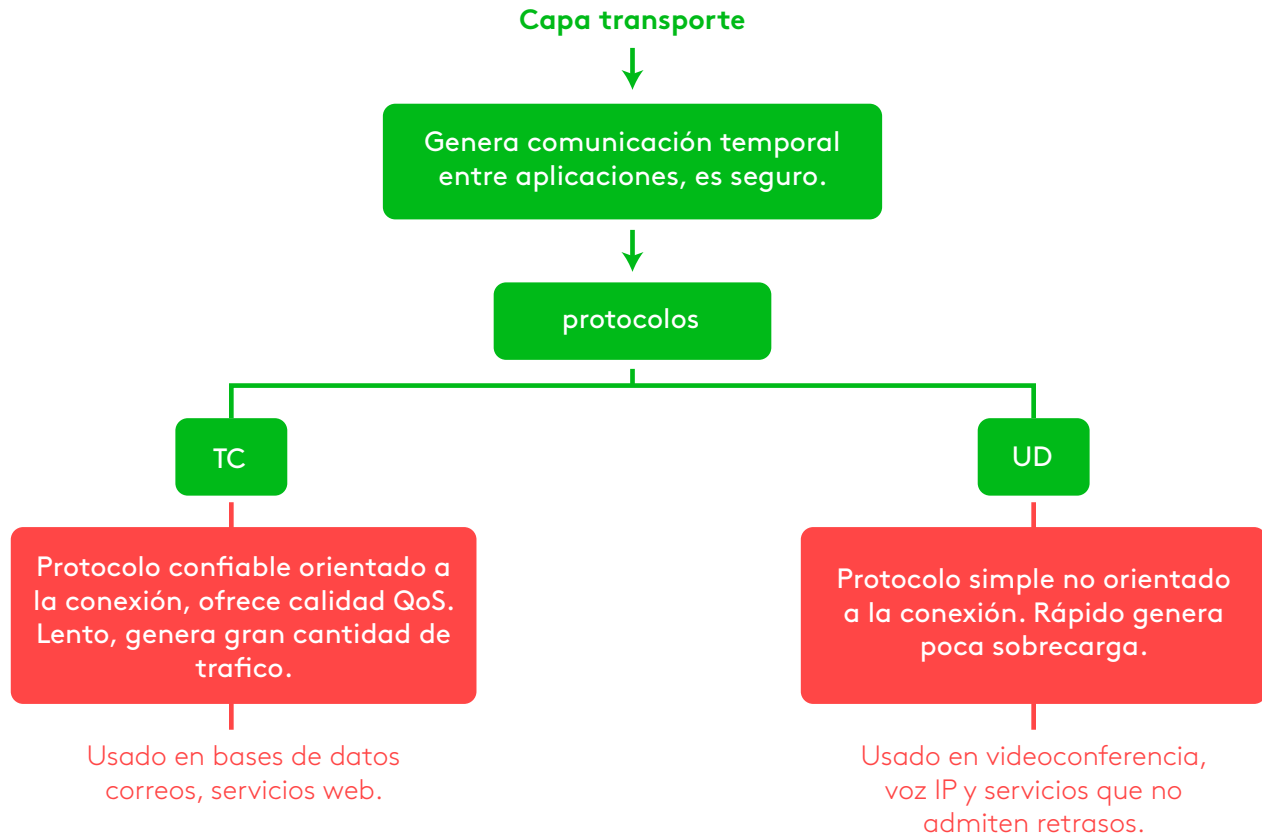 Capa transporte
Genera comunicación temporal
entre aplicaciones, es seguro.
protocolos
TC
UD
Protocolo confiable orientado a
la conexión, ofrece calidad QoS.
Lento, genera gran cantidad de
trafico.
Protocolo simple no orientado
a la conexión. Rápido genera
poca sobrecarga.
Usado en bases de datos
correos, servicios web.
Usado en videoconferencia,
voz IP y servicios que no
admiten retrasos.